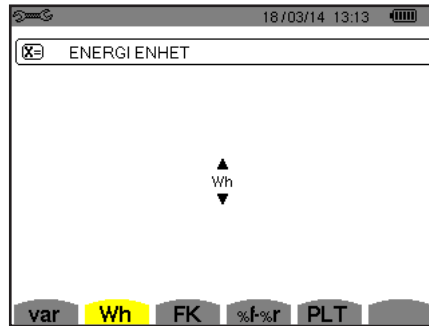 18/03/14 13:13
X= ENERGI ENHET
Wh
var Wh FK %f-%r PLT